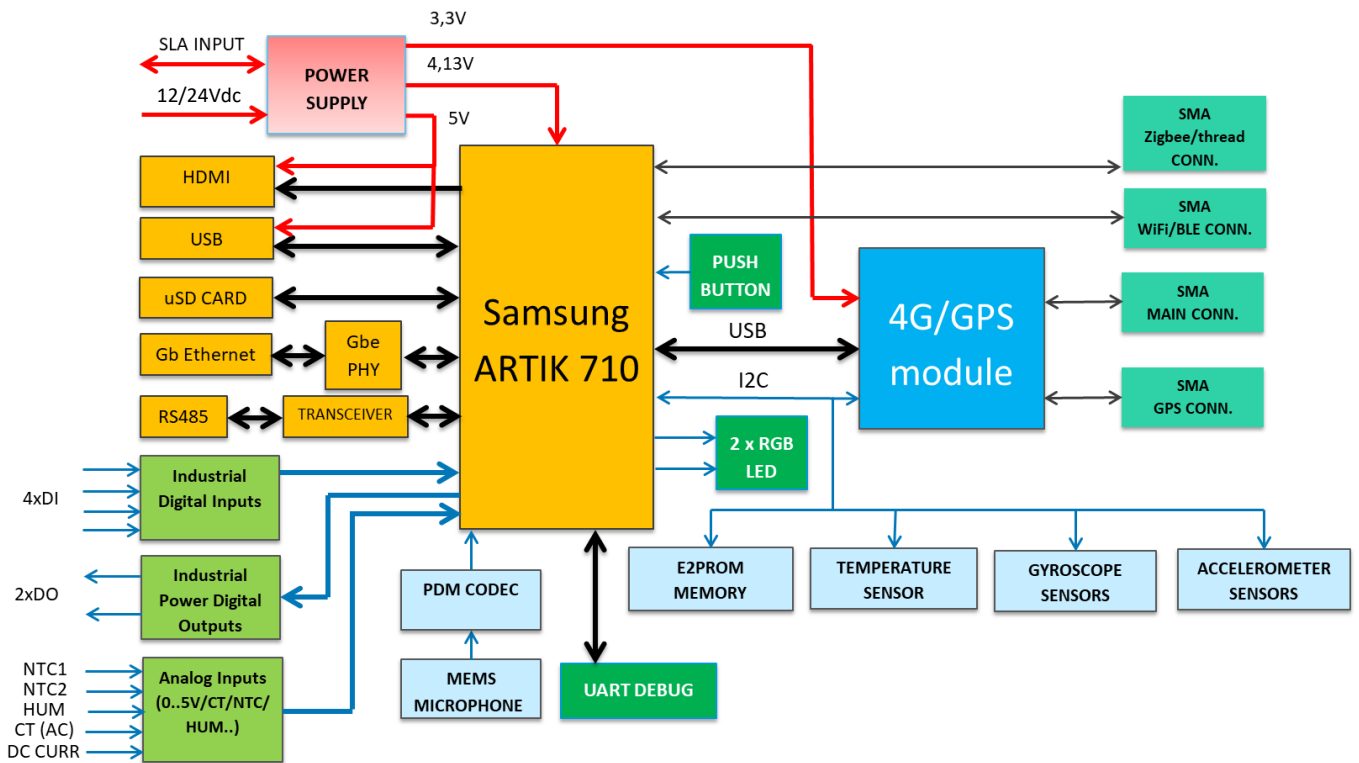 3,3V
SLA INPUT
4,13V
POWER
SUPPLY
12/24Vdc
5V
SMA
Zigbee/thread
CONN.
HDMI
SMA
WiFi/BLE CONN.
USB
PUSH
BUTTON
uSD CARD
SMA
MAIN CONN.
Samsung
ARTIK 710
4G/GPS
module
USB
Gb Ethernet
Gbe
PHY
I2C
SMA
GPS CONN.
RS485
TRANSCEIVER
2 x RGB
LED
4xDI
Industrial
Digital Inputs
E2PROM
MEMORY
TEMPERATURE
SENSOR
GYROSCOPE
SENSORS
ACCELEROMETER
SENSORS
2xDO
Industrial
Power Digital
Outputs
PDM CODEC
NTC1
NTC2
HUM
CT (AC)
DC CURR
Analog Inputs
(0..5V/CT/NTC/
HUM..)
MEMS
MICROPHONE
UART DEBUG